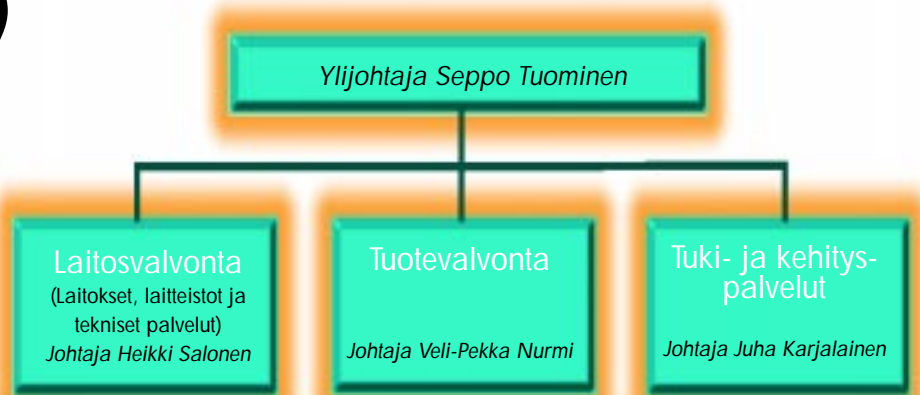 Ylijohtaja Seppo Tuominen
Laitosvalvonta
(Laitokset, laitteistot ja
tekniset palvelut)
Johtaja Heikki Salonen
Tuotevalvonta
Johtaja Veli-Pekka Nurmi
Tuki- ja kehitys-
palvelut
Johtaja Juha Karjalainen